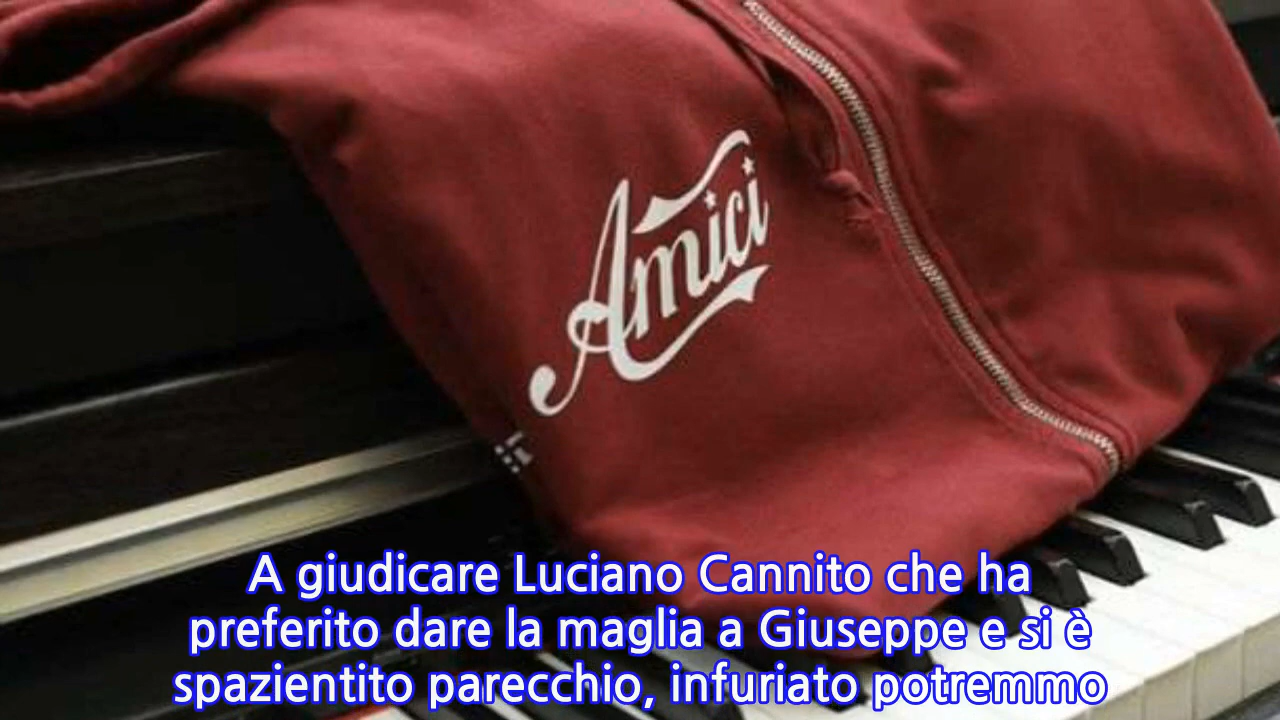 Amici
A giudicare Luciano Cannito che ha
preferito dare la maglia a Giuseppe e si è
spazientito parecchio, infuriato potremmo